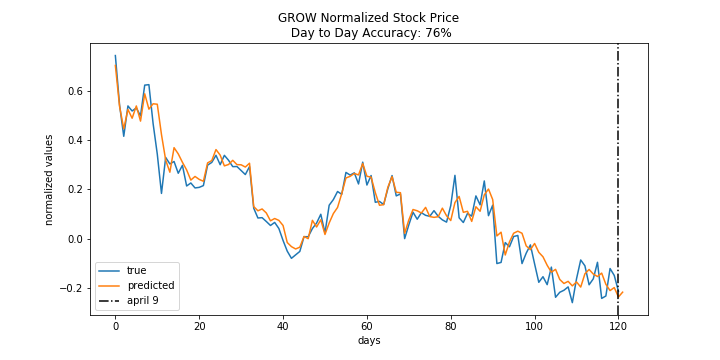 GROW Normalized Stock Price
Day to Day Accuracy: 76%
normalized values
0.6
0.4
0.2
0.0
−0.2
true
predicted
april 9
0
20
40
60
80
100
120
days